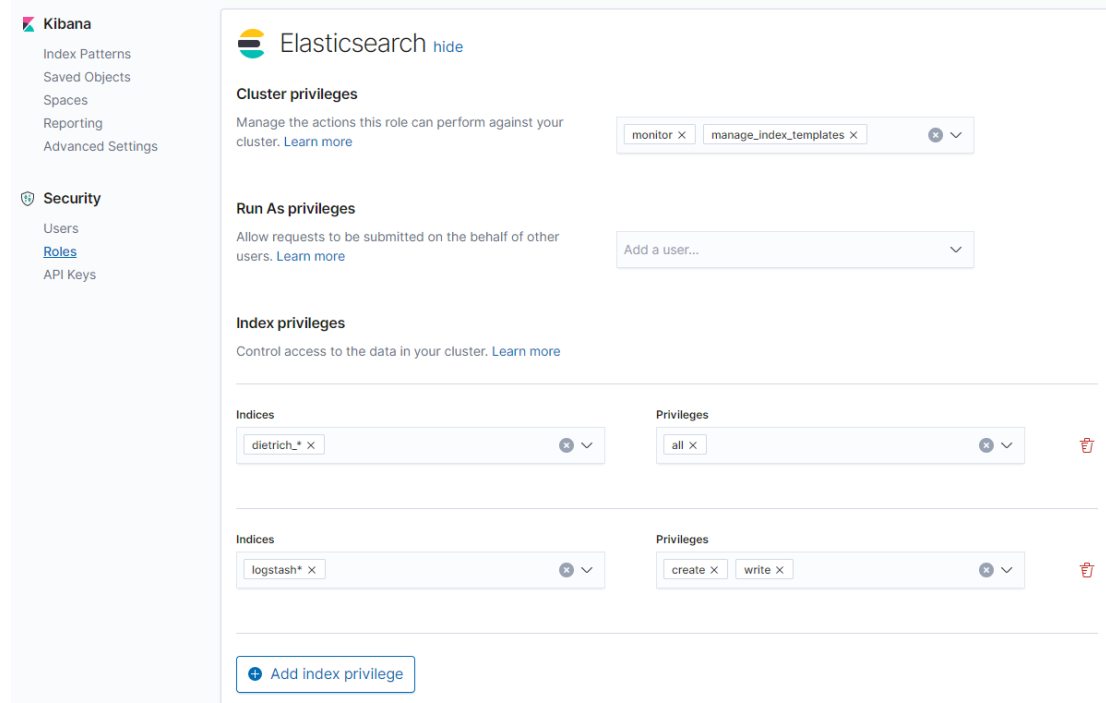 Kibana
Index Patterns
Saved Objects
Spaces
Reporting
Advanced Settings
Security
Users
Roles
API Keys
Elasticsearch hide
Cluster privileges
Manage the actions this role can perform against your
cluster. Learn more
monitor × manage_index_templates ×
Run As privileges
Allow requests to be submitted on the behalf of other
users. Learn more
Add a user...
Index privileges
Control access to the data in your cluster. Learn more
Indices Privileges
dietrich_* × all ×
Indices Privileges
logstash* × create × write ×
Add index privilege